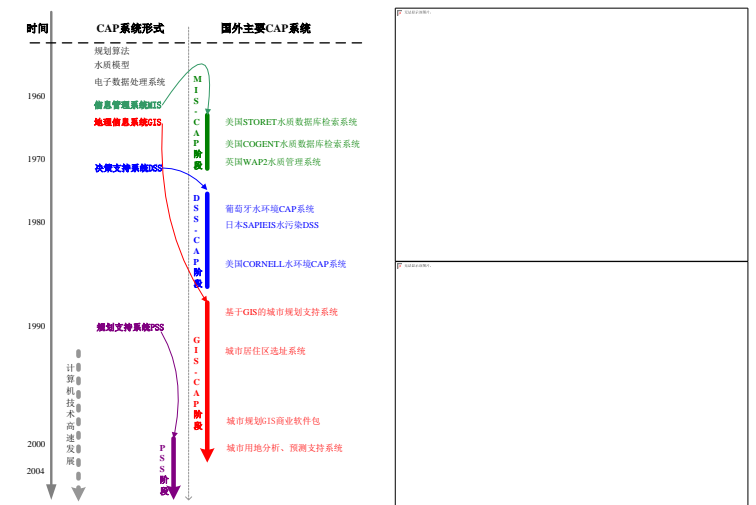 时间 CAP系统形式 国外主要CAP系统
规划算法
水质模型
电子数据处理系统
1960
信息管理系统MIS
地理信息系统GIS
MIS-CAP阶段
美国STORET水质数据库检索系统
美国COGENT水质数据库检索系统
英国WAP2水质管理系统
1970
决策支持系统DSS
DSS-CAP阶段
葡萄牙水环境CAP系统
日本SAPIEIS水污染DSS
1980
美国CORNELL水环境CAP系统
基于GIS的城市规划支持系统
1990
规划支持系统PSS
GIS-CAP阶段
城市居住区选址系统
计算机技术高速发展
城市规划GIS商业软件包
城市用地分析、预测支持系统
2000
PSS阶段
2004